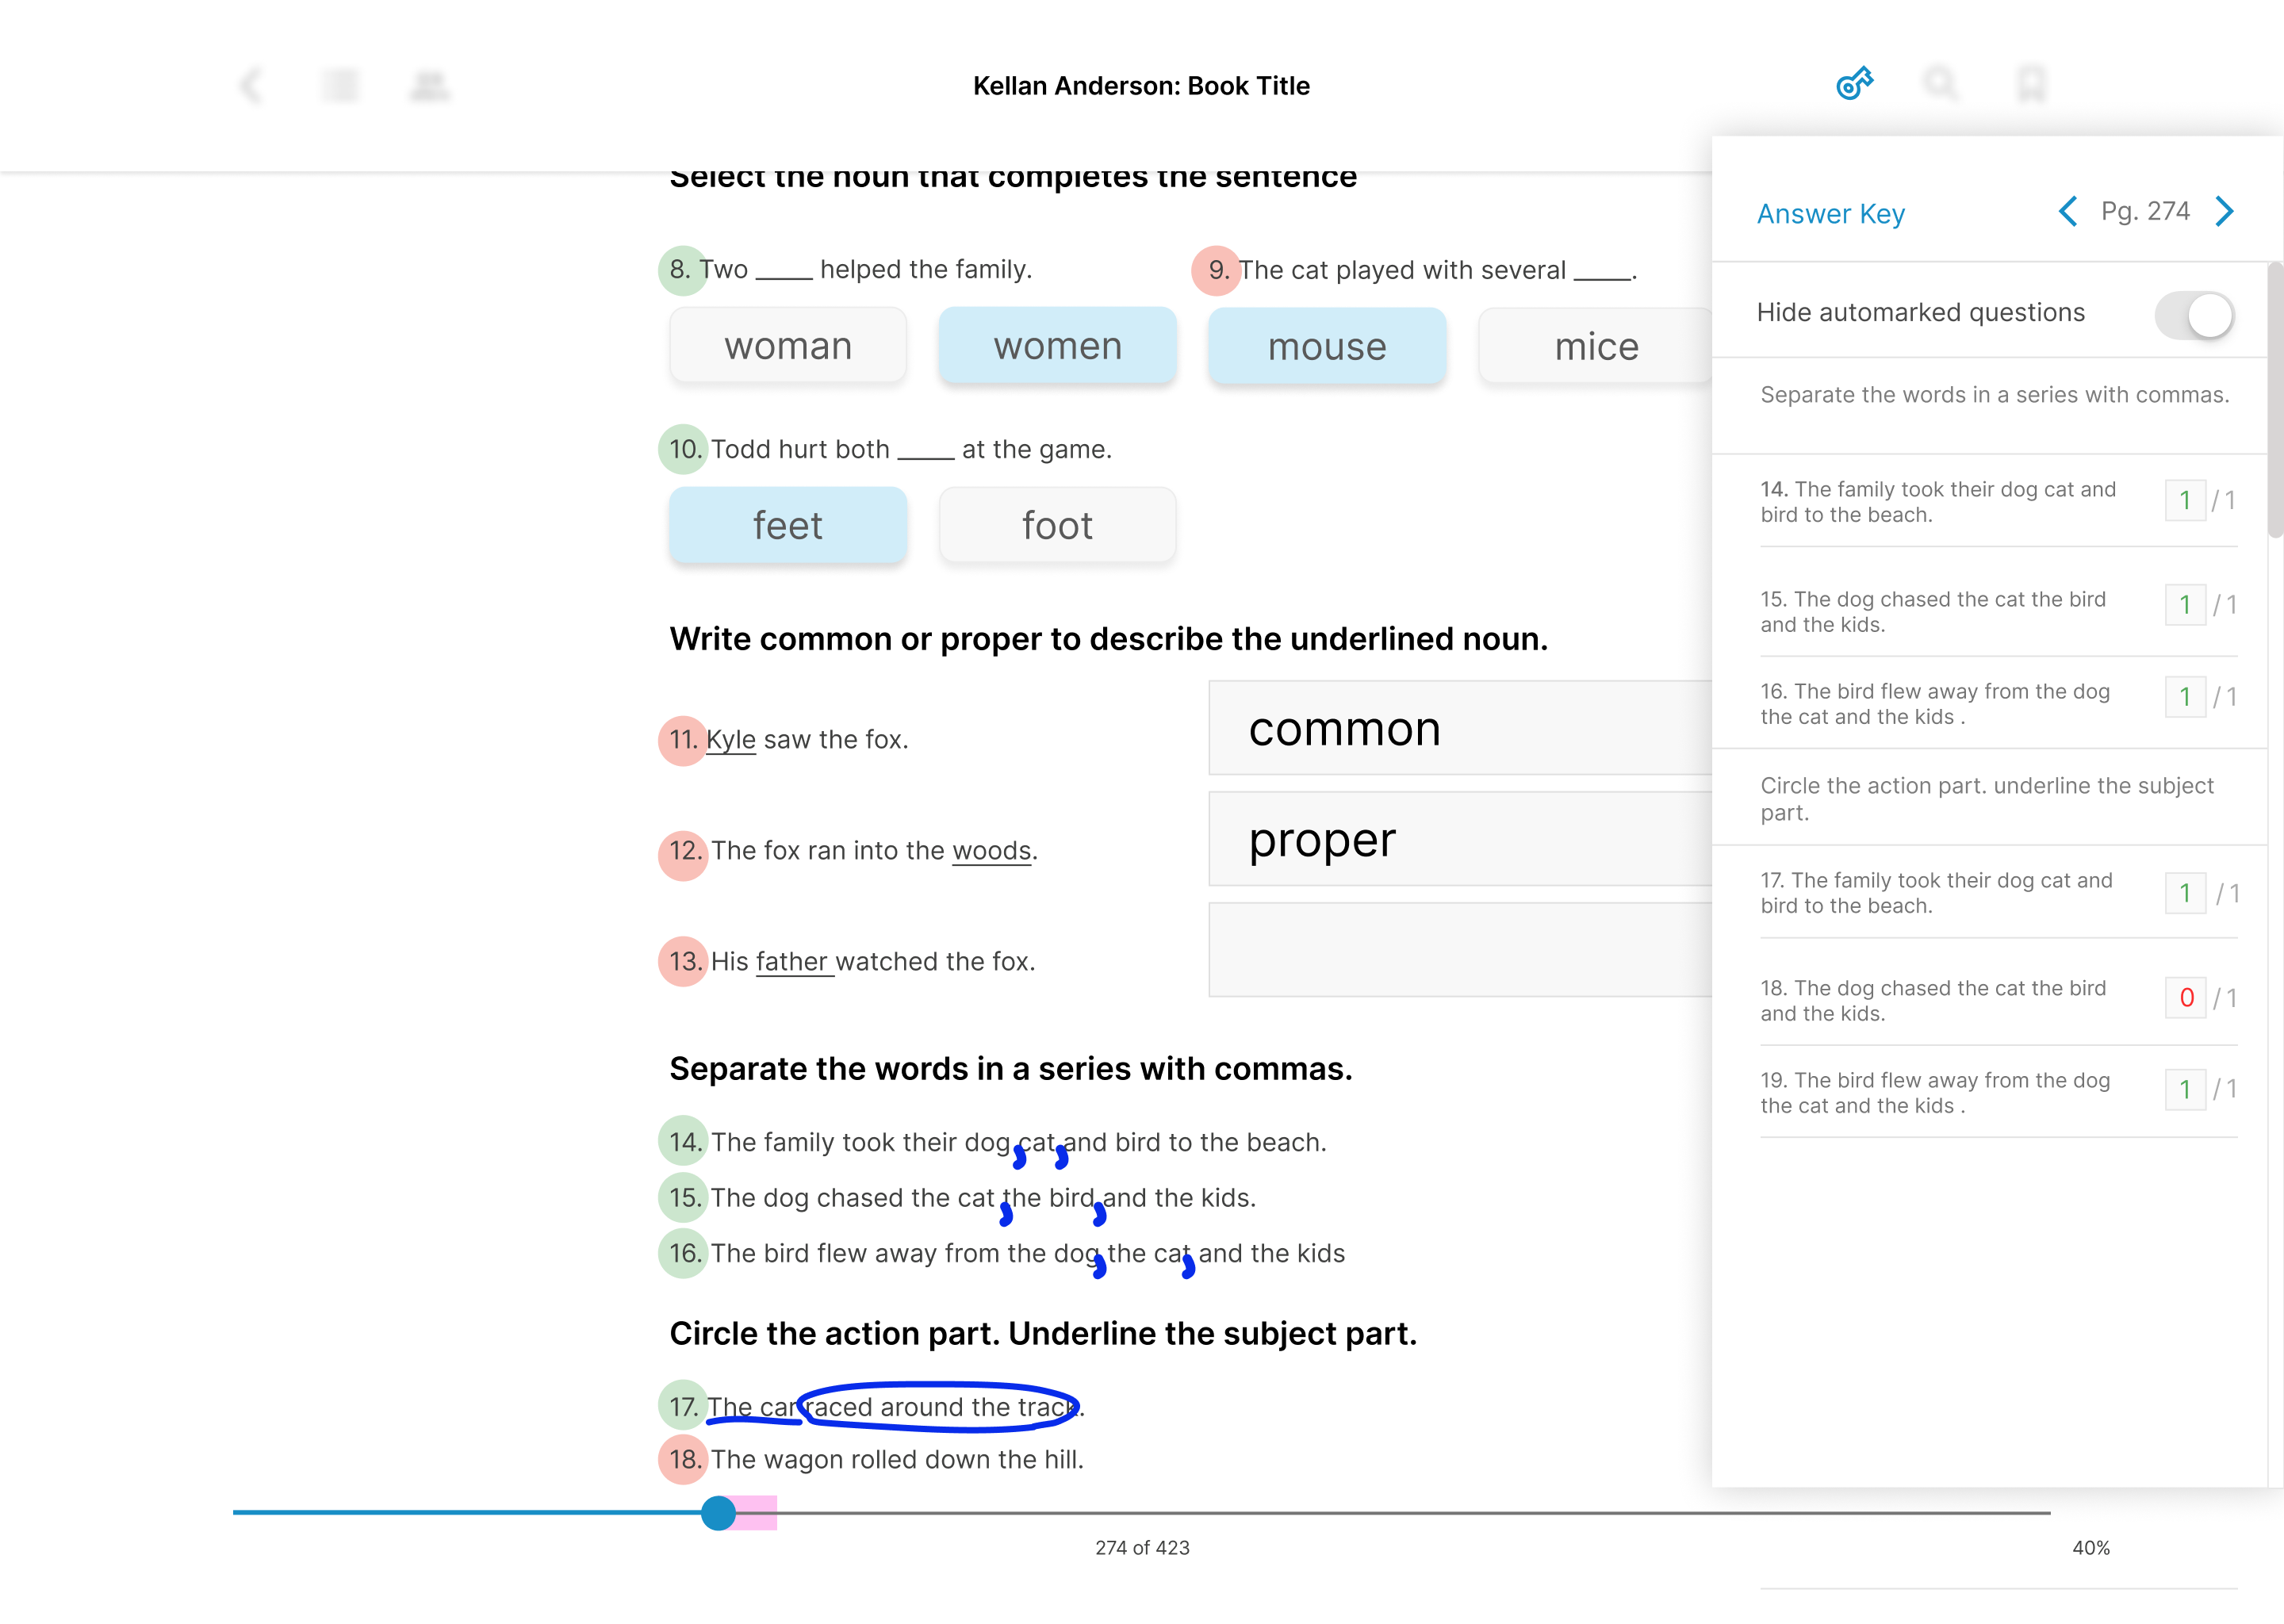 Kellan Anderson: Book Title
Select the noun that completes the sentence
8. Two _____ helped the family.
woman
women
9. The cat played with several _____.
mouse
mice
10. Todd hurt both _____ at the game.
feet
foot
Write common or proper to describe the underlined noun.
11. Kyle saw the fox.
common
12. The fox ran into the woods.
proper
13. His father watched the fox.
Separate the words in a series with commas.
14. The family took their dog, cat, and bird to the beach.
15. The dog chased the cat, the bird, and the kids.
16. The bird flew away from the dog, the cat, and the kids
Circle the action part. Underline the subject part.
17. The car raced around the track.
18. The wagon rolled down the hill.
274 of 423
40%
Answer Key
Pg. 274
Hide automarked questions
Separate the words in a series with commas.
14. The family took their dog cat and
bird to the beach.
1 / 1
15. The dog chased the cat the bird
and the kids.
1 / 1
16. The bird flew away from the dog
the cat and the kids .
1 / 1
Circle the action part. underline the subject
part.
17. The family took their dog cat and
bird to the beach.
1 / 1
18. The dog chased the cat the bird
and the kids.
0 / 1
19. The bird flew away from the dog
the cat and the kids .
1 / 1